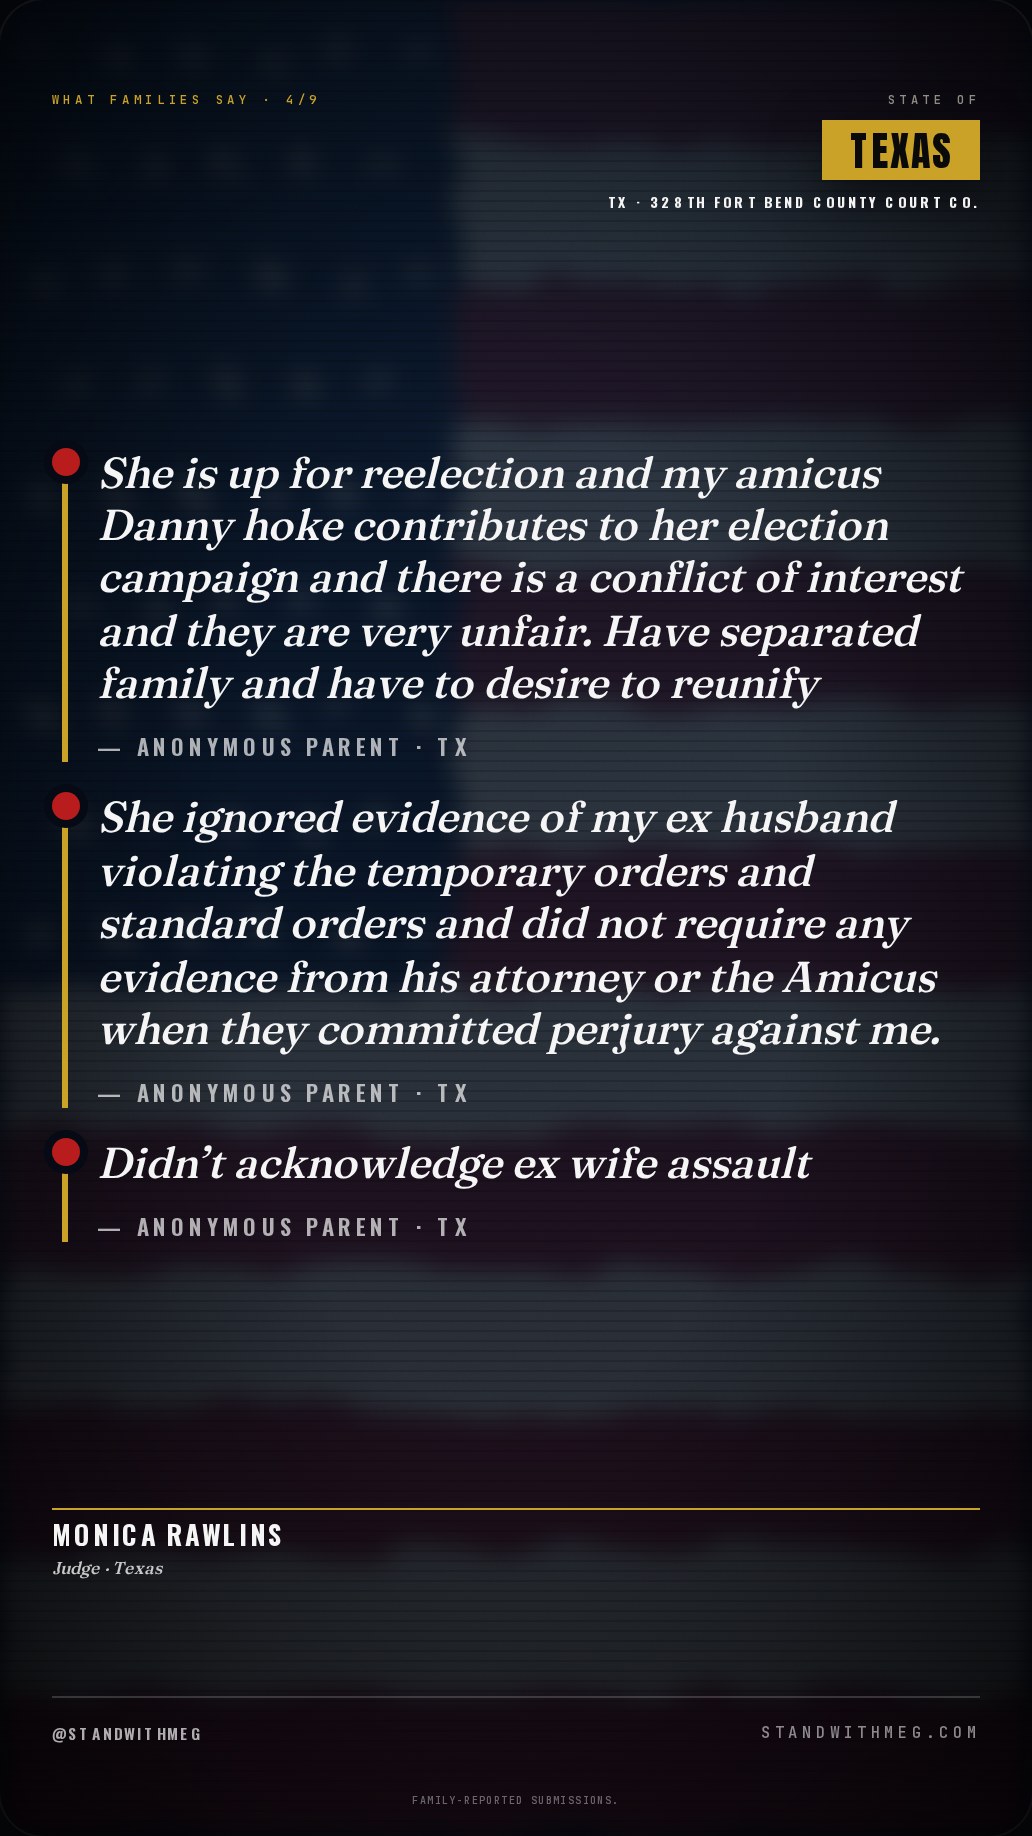 WHAT FAMILIES SAY · 4/9
STATE OF
TEXAS
TX · 328TH FORT BEND COUNTY COURT CO.
She is up for reelection and my amicus
Danny hoke contributes to her election
campaign and there is a conflict of interest
and they are very unfair. Have separated
family and have to desire to reunify
— ANONYMOUS PARENT · TX
She ignored evidence of my ex husband
violating the temporary orders and
standard orders and did not require any
evidence from his attorney or the Amicus
when they committed perjury against me.
— ANONYMOUS PARENT · TX
Didn’t acknowledge ex wife assault
— ANONYMOUS PARENT · TX
MONICA RAWLINS
Judge · Texas
@STANDWITHMEG
STANDWITHMEG.COM
FAMILY-REPORTED SUBMISSIONS.